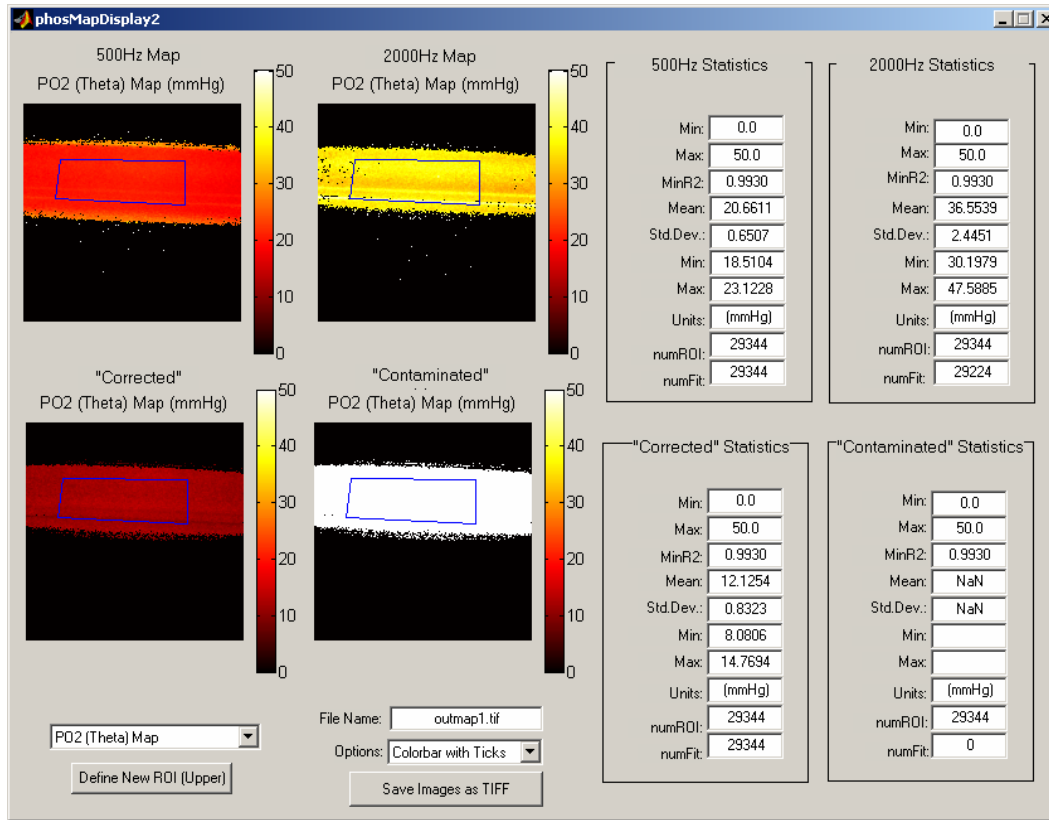 phosMapDisplay2
500Hz Map
PO2 (Theta) Map (mmHg)
50
40
30
20
10
0
2000Hz Map
PO2 (Theta) Map (mmHg)
50
40
30
20
10
0
"Corrected"
PO2 (Theta) Map (mmHg)
50
40
30
20
10
0
"Contaminated"
PO2 (Theta) Map (mmHg)
50
40
30
20
10
0
500Hz Statistics
Min: 0.0
Max: 50.0
MinR2: 0.9930
Mean: 20.6611
Std.Dev.: 0.6507
Min: 18.5104
Max: 23.1228
Units: (mmHg)
numROI: 29344
numFit: 29344
2000Hz Statistics
Min: 0.0
Max: 50.0
MinR2: 0.9930
Mean: 36.5539
Std.Dev.: 2.4451
Min: 30.1979
Max: 47.5885
Units: (mmHg)
numROI: 29344
numFit: 29224
"Corrected" Statistics
Min: 0.0
Max: 50.0
MinR2: 0.9930
Mean: 12.1254
Std.Dev.: 0.8323
Min: 8.0806
Max: 14.7694
Units: (mmHg)
numROI: 29344
numFit: 29344
"Contaminated" Statistics
Min: 0.0
Max: 50.0
MinR2: 0.9930
Mean: NaN
Std.Dev.: NaN
Min:
Max:
Units: (mmHg)
numROI: 29344
numFit: 0
PO2 (Theta) Map
Define New ROI (Upper)
File Name: outmap1.tif
Options: Colorbar with Ticks
Save Images as TIFF